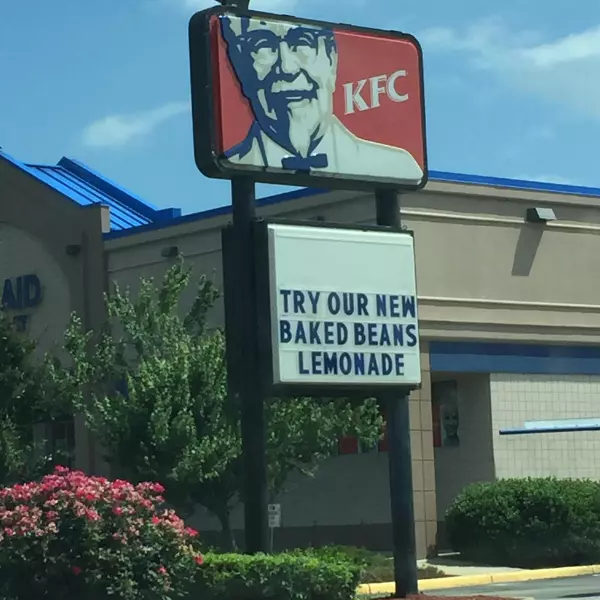 KFC
TRY OUR NEW
BAKED BEANS
LEMONADE
AID